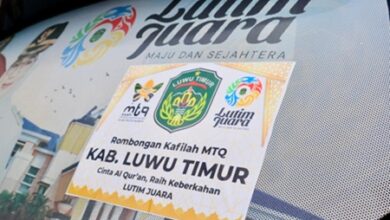 Lutim
Juara
MAJU DAN SEJAHTERA
LUWU TIMUR
mtq
Lutim
Juara
Rombongan Kafilah MTQ
KAB. LUWU TIMUR
Cinta Al Qur'an, Raih Keberkahan
LUTIM JUARA